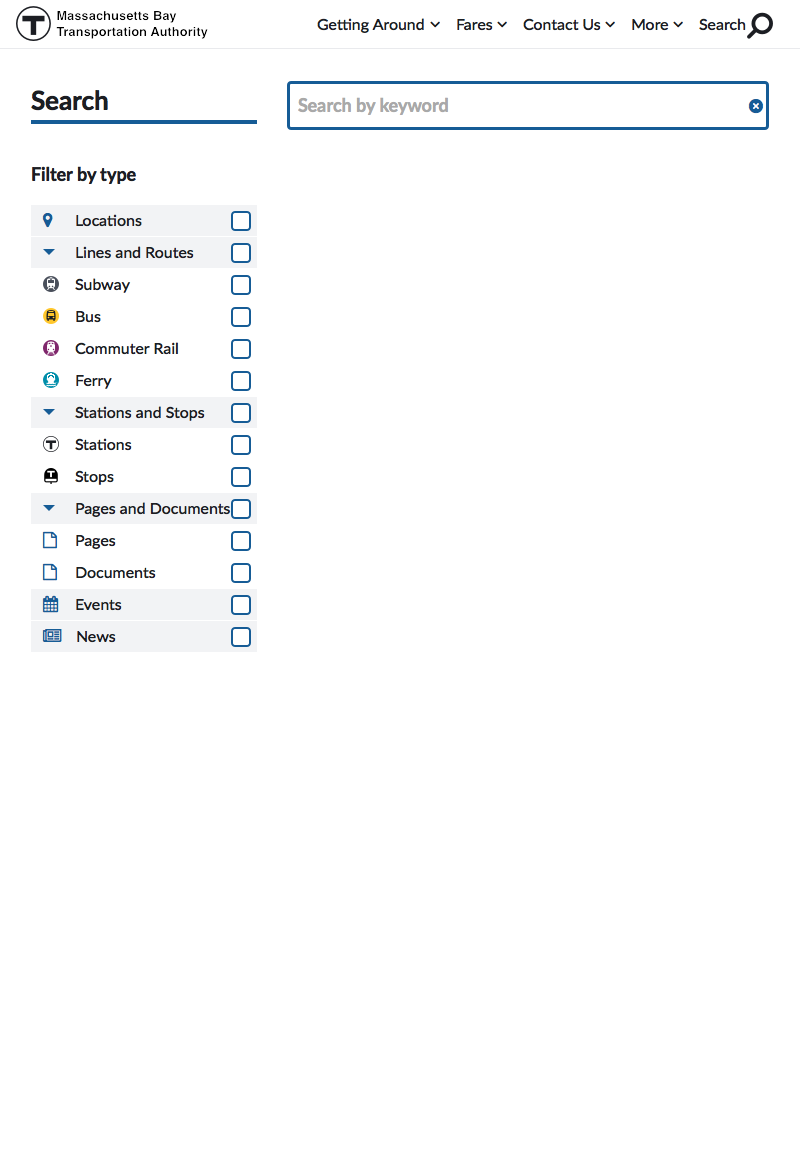 Massachusetts Bay
Transportation Authority
Getting Around
Fares
Contact Us
More
Search
Search
Search by keyword
Filter by type
Locations
Lines and Routes
Subway
Bus
Commuter Rail
Ferry
Stations and Stops
Stations
Stops
Pages and Documents
Pages
Documents
Events
News